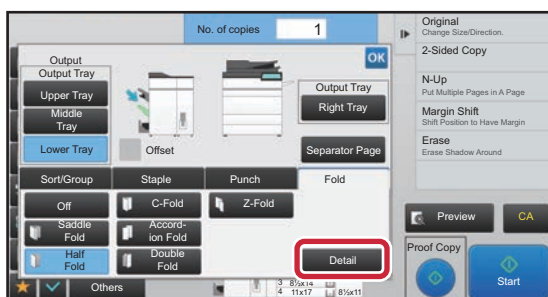 No. of copies
1
OK
Output
Output Tray
Upper Tray
Middle
Tray
Lower Tray
Offset
Output Tray
Right Tray
Separator Page
Sort/Group
Staple
Punch
Fold
Off
C-Fold
Z-Fold
Saddle
Fold
Accord-
ion Fold
Half
Fold
Double
Fold
Detail
Others
3 8½x14
4 11x17
8½x11
Original
Change Size/Direction.
2-Sided Copy
N-Up
Put Multiple Pages in A Page
Margin Shift
Shift Position to Have Margin
Erase
Erase Shadow Around
Preview
CA
Proof Copy
Start